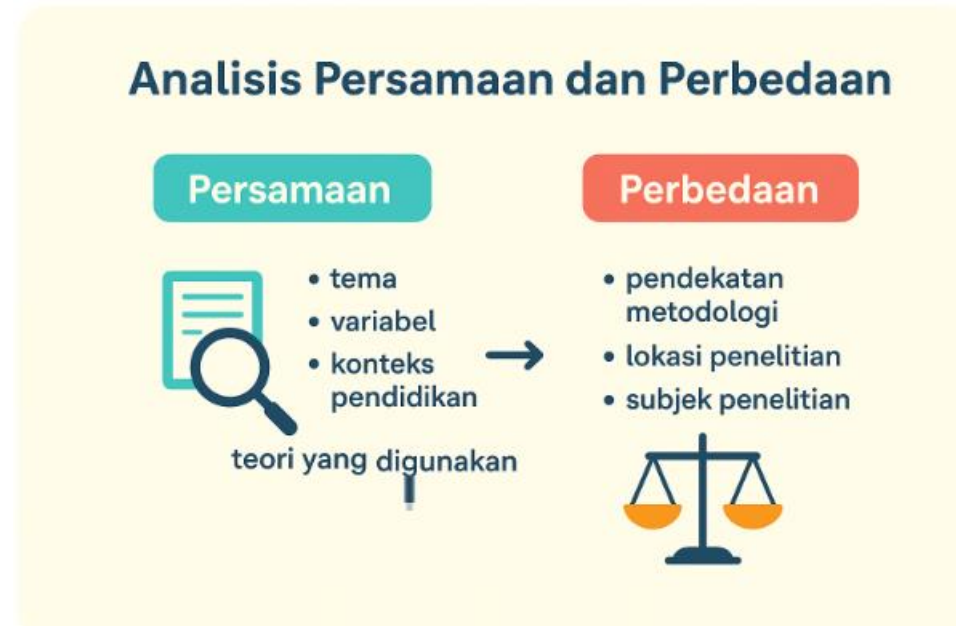 Analisis Persamaan dan Perbedaan
Persamaan
• tema
• variabel
• konteks
pendidikan
teori yang digunakan
Perbedaan
• pendekatan
metodologi
• lokasi penelitian
• subjek penelitian